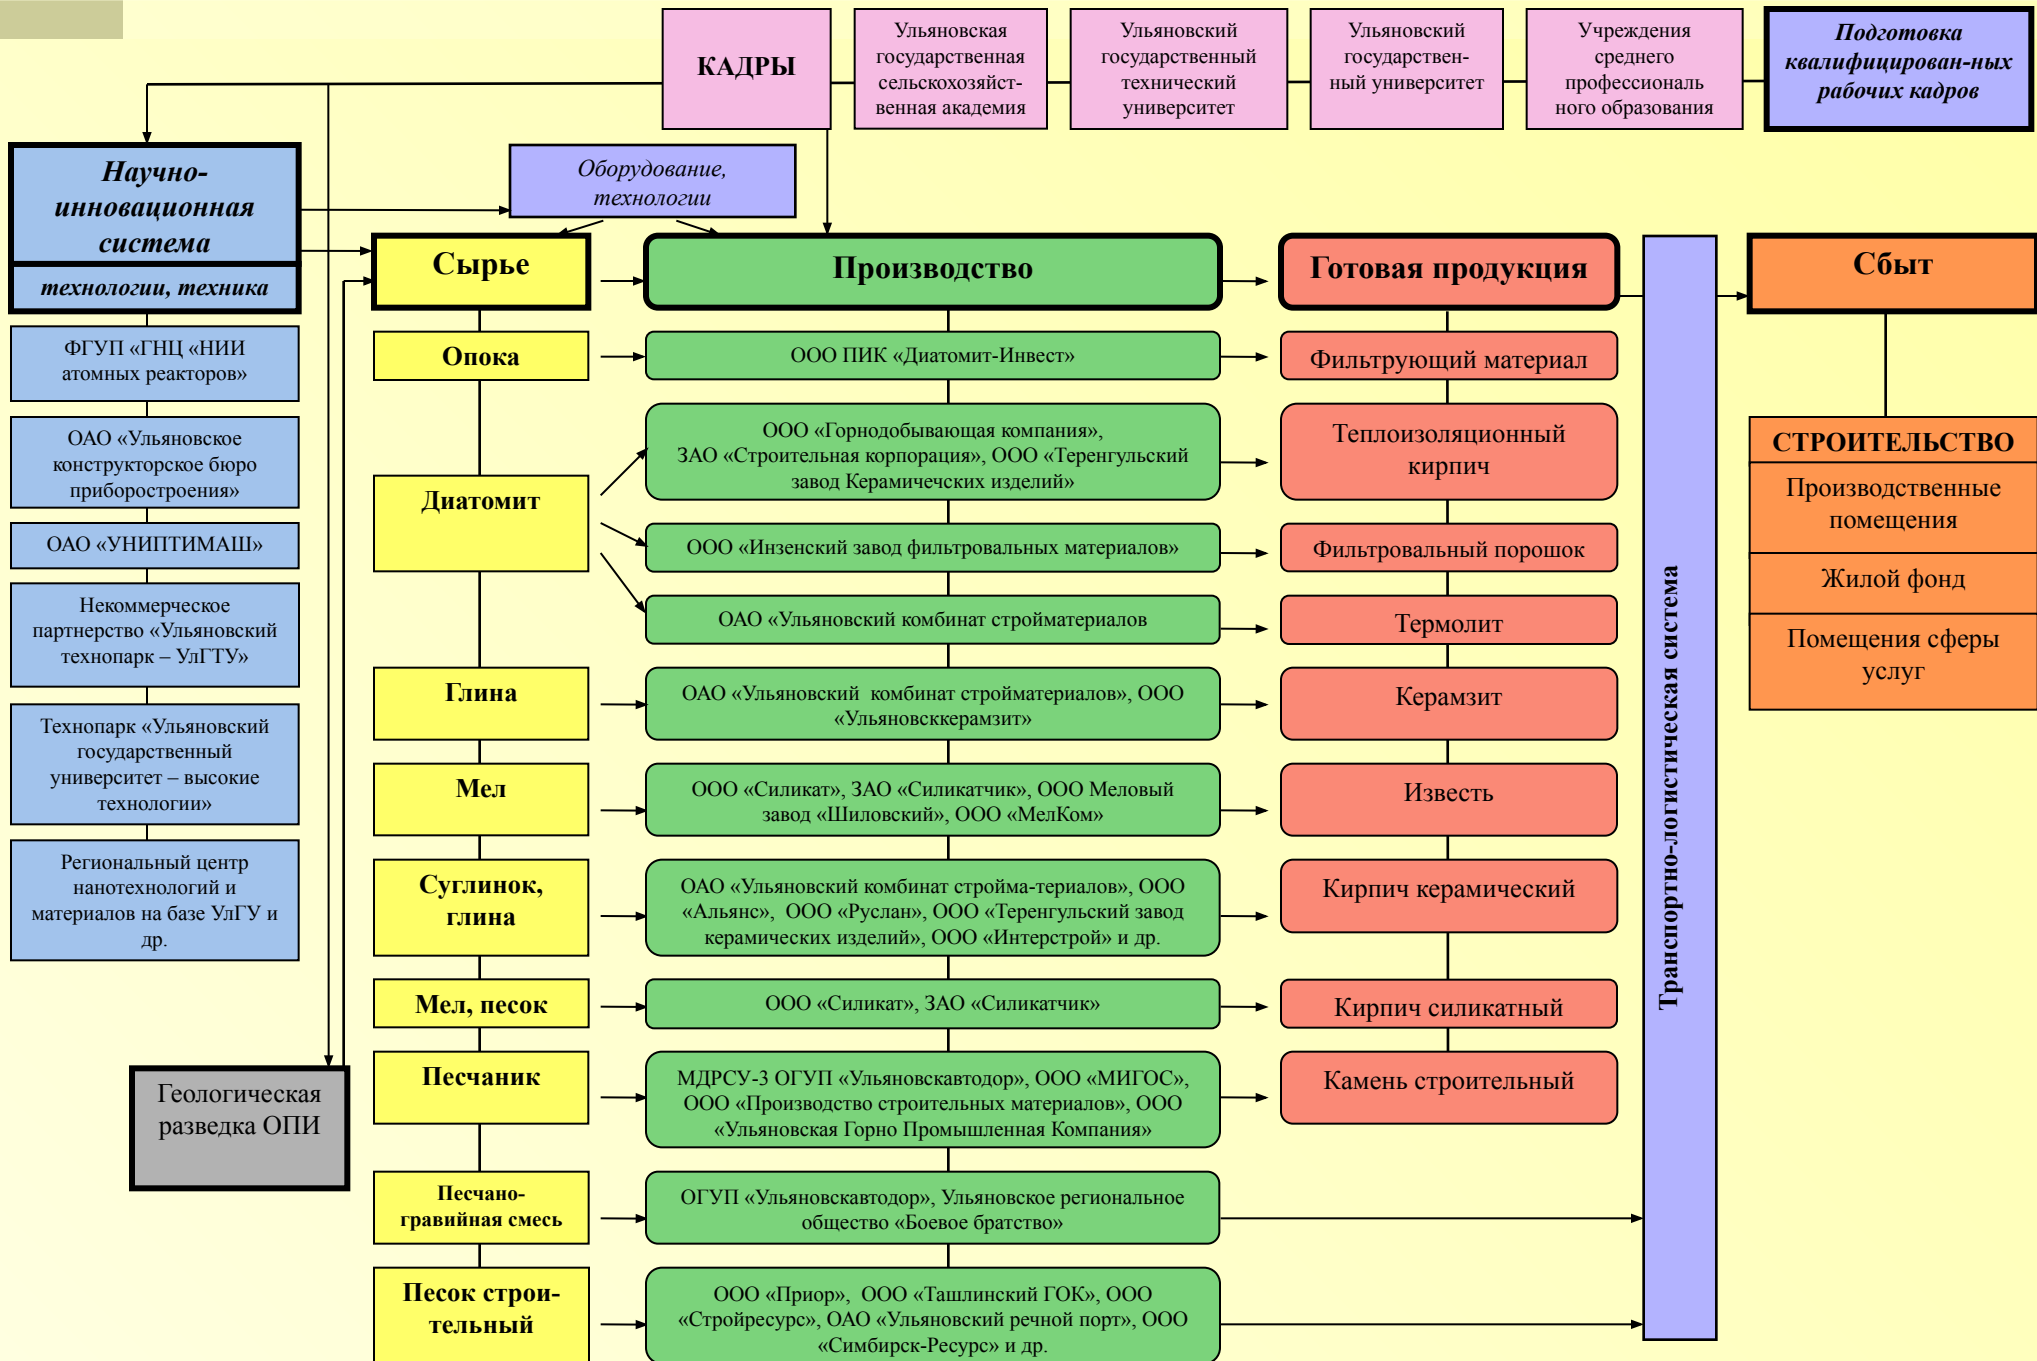 КАДРЫ
Ульяновская
государственная
сельскохозяйст-
венная академия
Ульяновский
государственный
технический
университет
Ульяновский
государствен-
ный университет
Учреждения
среднего
профессиональ
ного образования
Подготовка
квалифицирован-ных
рабочих кадров
Научно-
инновационная
система
технологии, техника
Оборудование,
технологии
Сырье
Производство
Готовая продукция
Сбыт
ФГУП «ГНЦ «НИИ
атомных реакторов»
ОАО «Ульяновское
конструкторское бюро
приборостроения»
ОАО «УНИПТИМАШ»
Некоммерческое
партнерство «Ульяновский
технопарк – УлГТУ»
Технопарк «Ульяновский
государственный
университет – высокие
технологии»
Региональный центр
нанотехнологий и
материалов на базе УлГУ и
др.
Геологическая
разведка ОПИ
Опока
ООО ПИК «Диатомит-Инвест»
Фильтрующий материал
Диатомит
ООО «Горнодобывающая компания»,
ЗАО «Строительная корпорация», ООО «Теренгульский
завод Керамичечских изделий»
Теплоизоляционный
кирпич
ООО «Инзенский завод фильтровальных материалов»
Фильтровальный порошок
ОАО «Ульяновский комбинат стройматериалов
Термолит
Глина
ОАО «Ульяновский  комбинат стройматериалов», ООО
«Ульяновсккерамзит»
Керамзит
Мел
ООО «Силикат», ЗАО «Силикатчик», ООО Меловый
завод «Шиловский», ООО «МелКом»
Известь
Суглинок,
глина
ОАО «Ульяновский комбинат стройма-териалов», ООО
«Альянс»,  ООО «Руслан», ООО «Теренгульский завод
керамических изделий», ООО «Интерстрой» и др.
Кирпич керамический
Мел, песок
ООО «Силикат», ЗАО «Силикатчик»
Кирпич силикатный
Песчаник
МДРСУ-3 ОГУП «Ульяновскавтодор», ООО «МИГОС»,
ООО «Производство строительных материалов», ООО
«Ульяновская Горно Промышленная Компания»
Камень строительный
Песчано-
гравийная смесь
ОГУП «Ульяновскавтодор», Ульяновское региональное
общество «Боевое братство»
Песок строи-
тельный
ООО «Приор»,  ООО «Ташлинский ГОК», ООО
«Стройресурс», ОАО «Ульяновский речной порт», ООО
«Симбирск-Ресурс» и др.
Транспортно-логистическая система
СТРОИТЕЛЬСТВО
Производственные
помещения
Жилой фонд
Помещения сферы
услуг